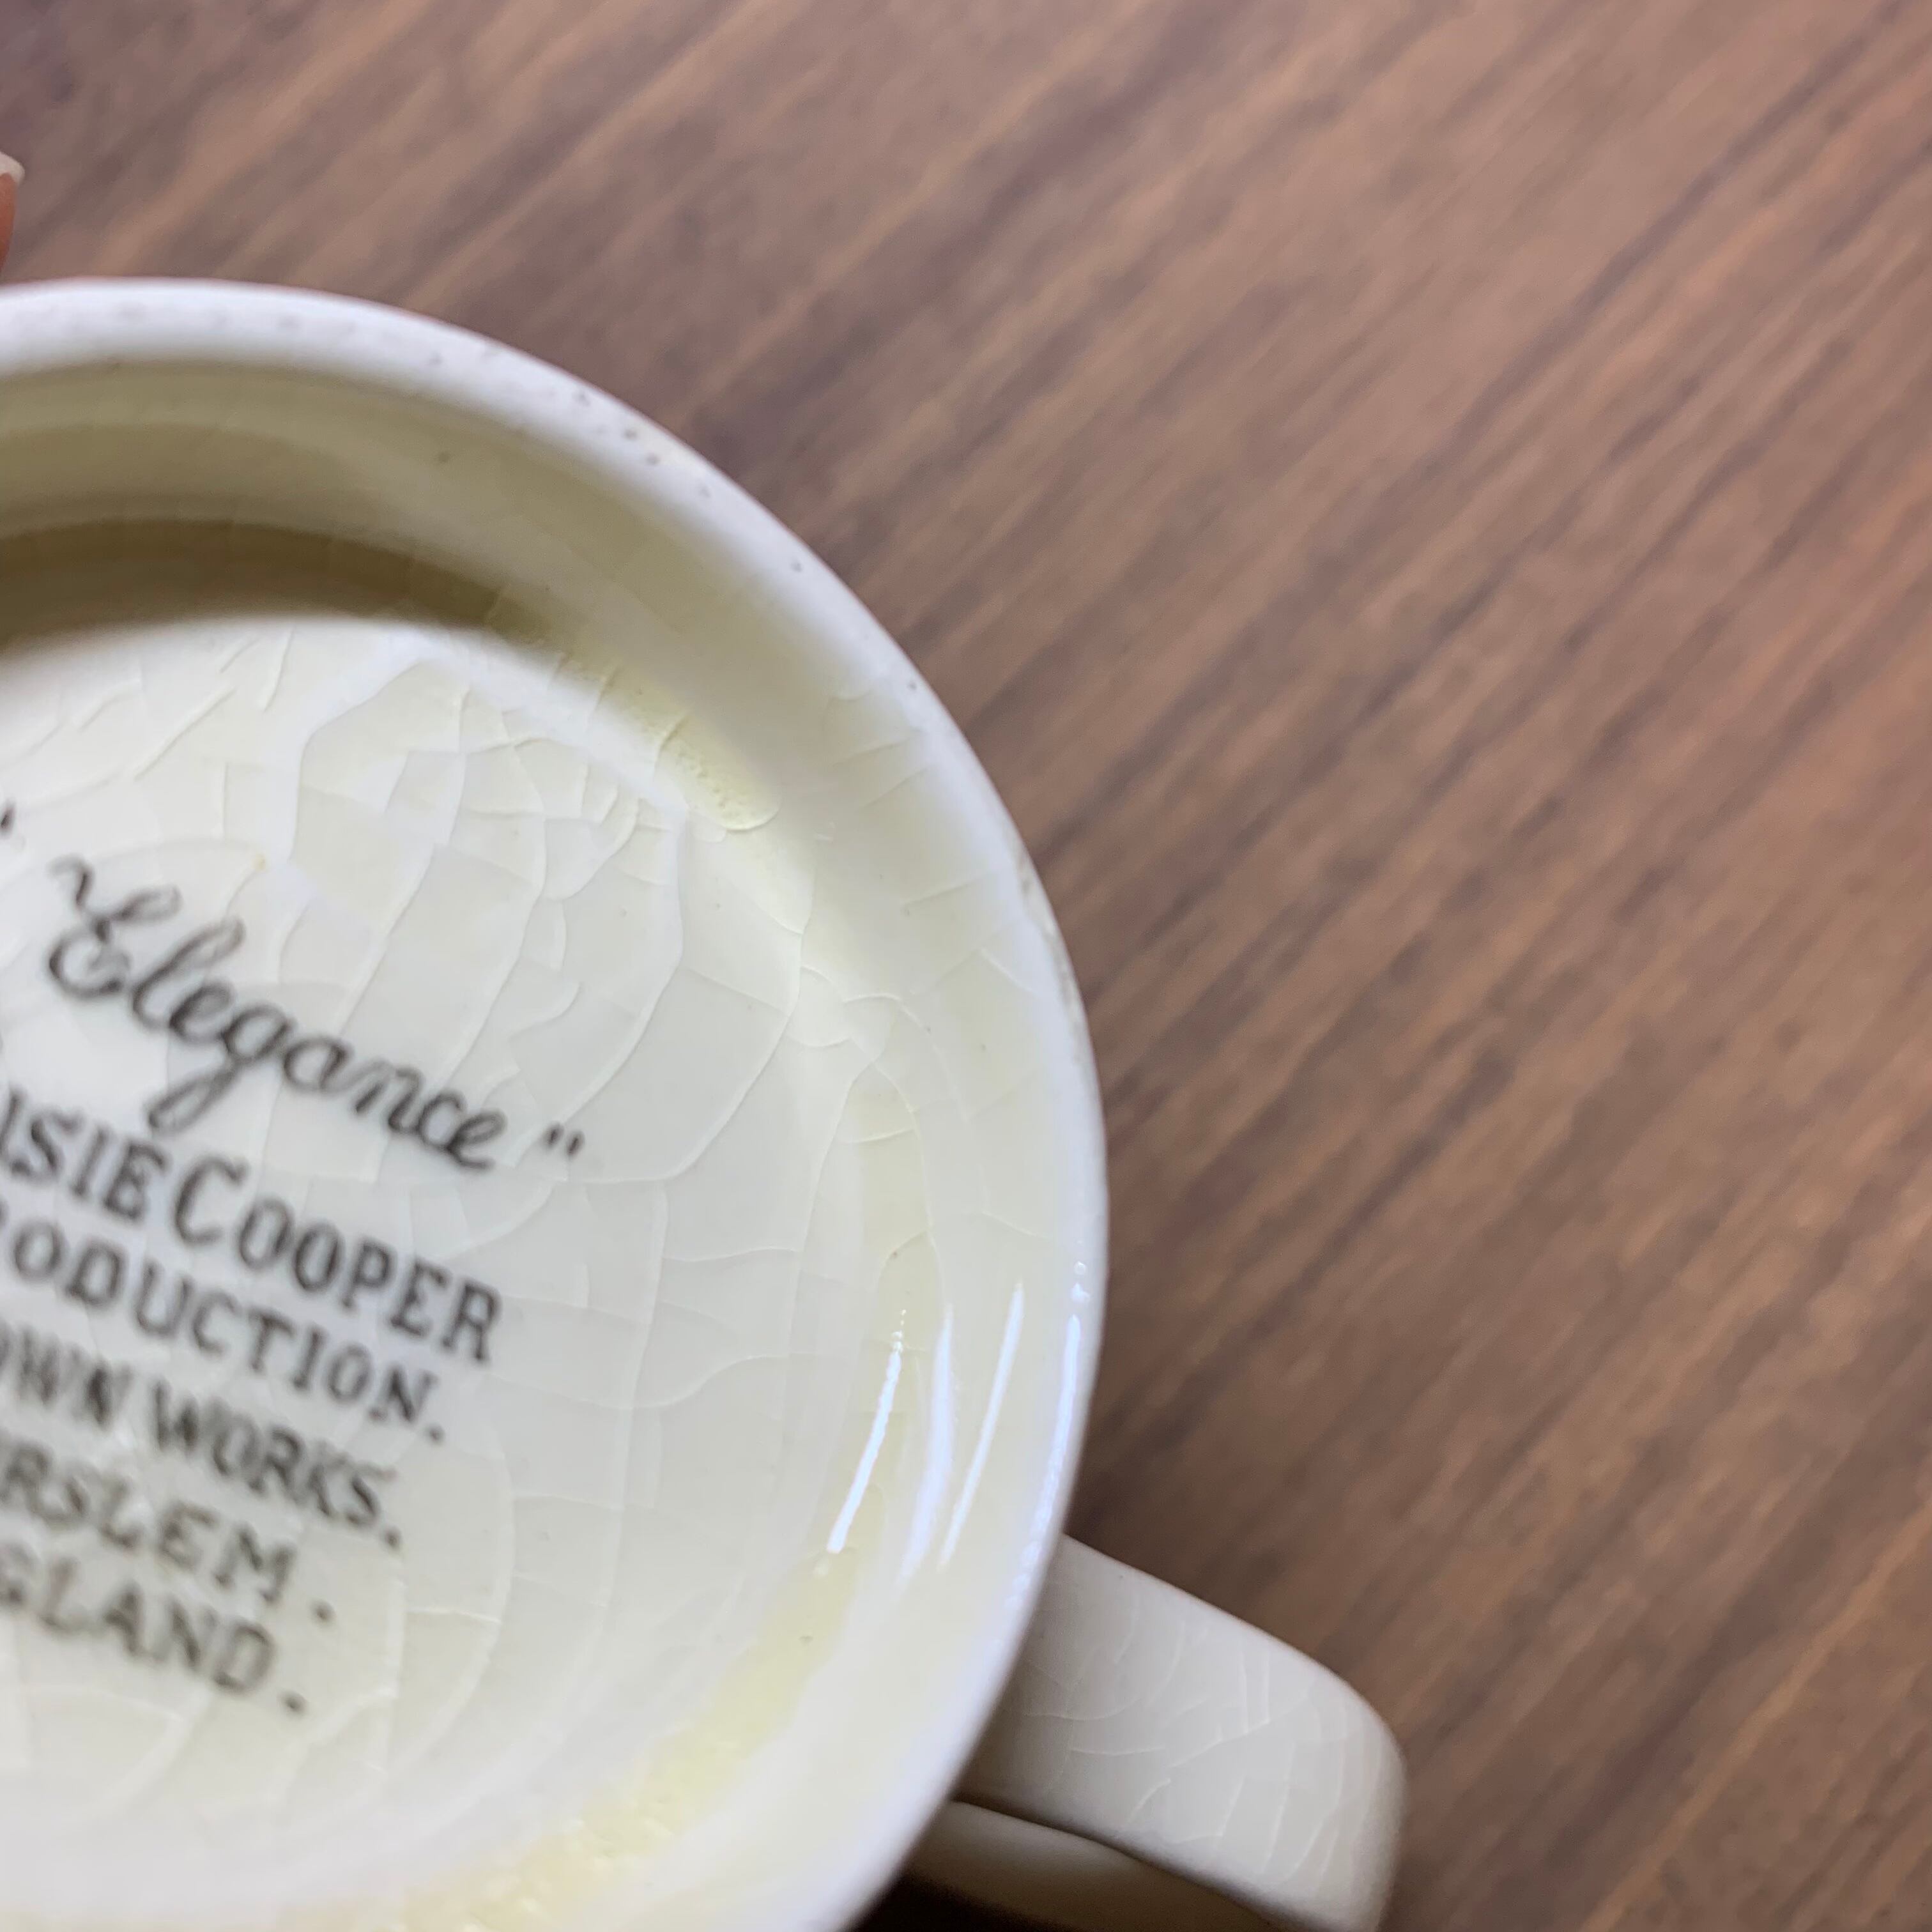 "Elegance"
SIE COOPER
ODUCTION.
OWN WORKS.
RSLEM.
GLAND.